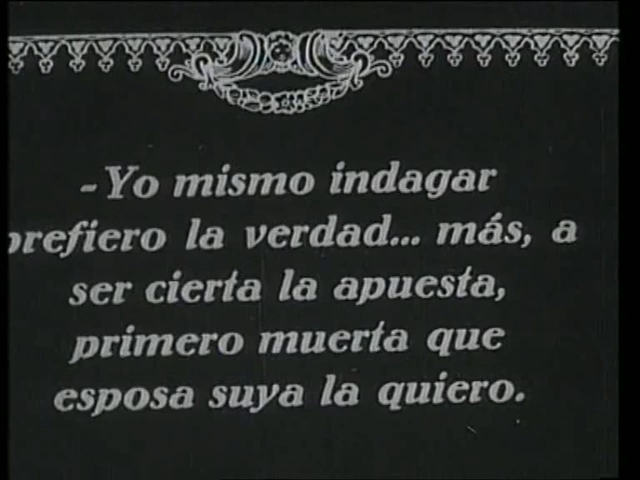 -Yo mismo indagar
prefiero la verdad... más, a
ser cierta la apuesta,
primero muerta que
esposa suya la quiero.